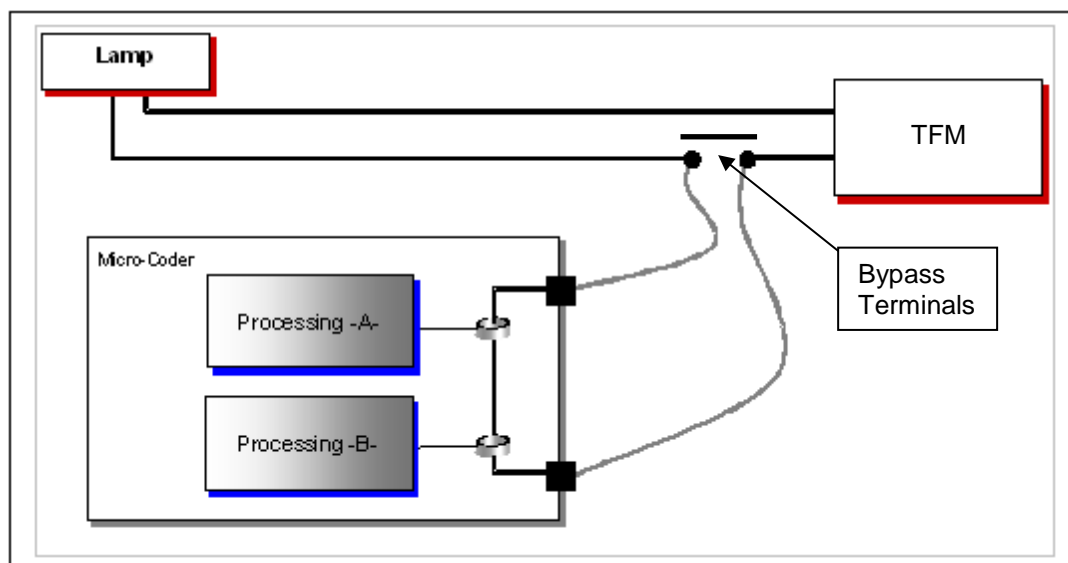 Lamp
TFM
Bypass
Terminals
Micro-Coder
Processing -A-
Processing -B-